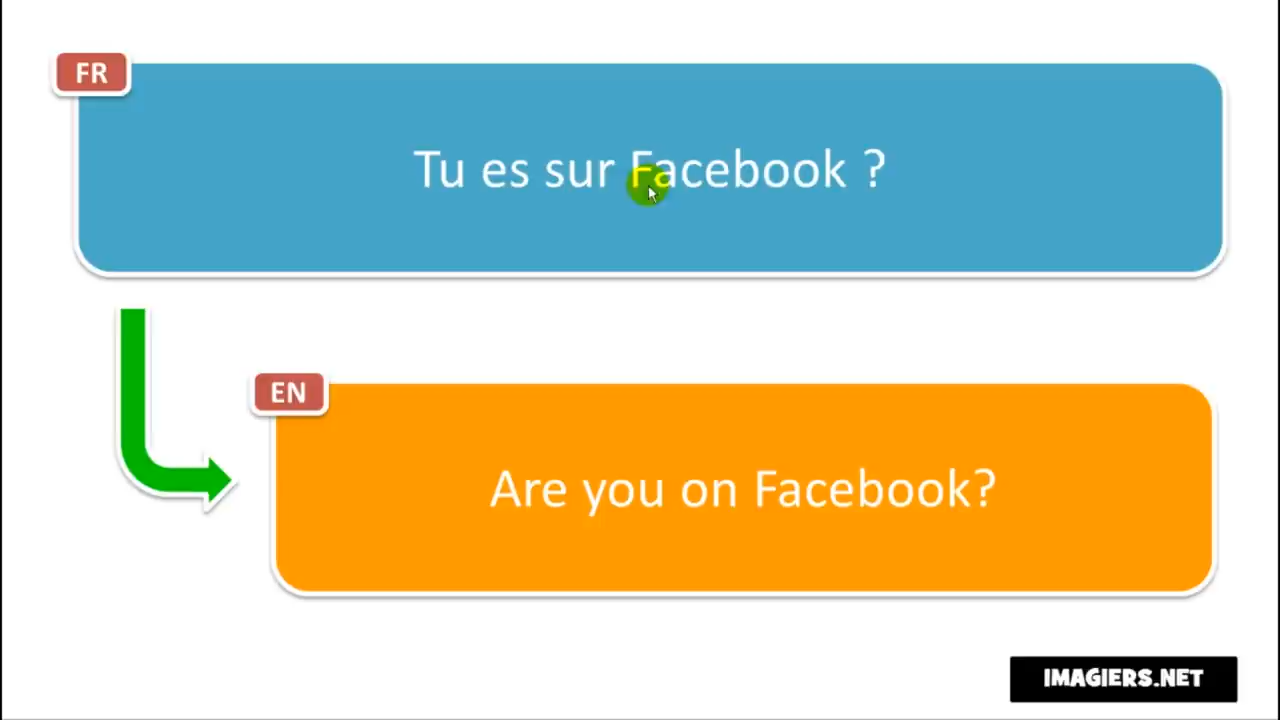 FR
Tu es sur Facebook ?
EN
Are you on Facebook?
IMAGIERS.NET